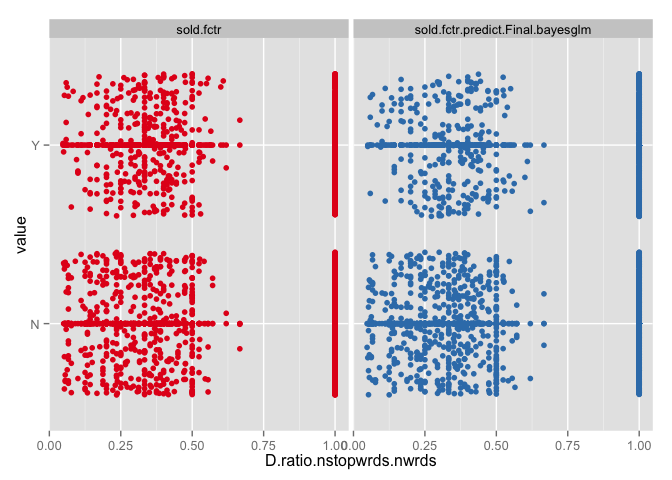 sold.fctr
sold.fctr.predict.Final.bayesglm
value
Y
N
0.00 0.25 0.50 0.75 1.00
0.00 0.25 0.50 0.75 1.00
D.ratio.nstopwrds.nwrds